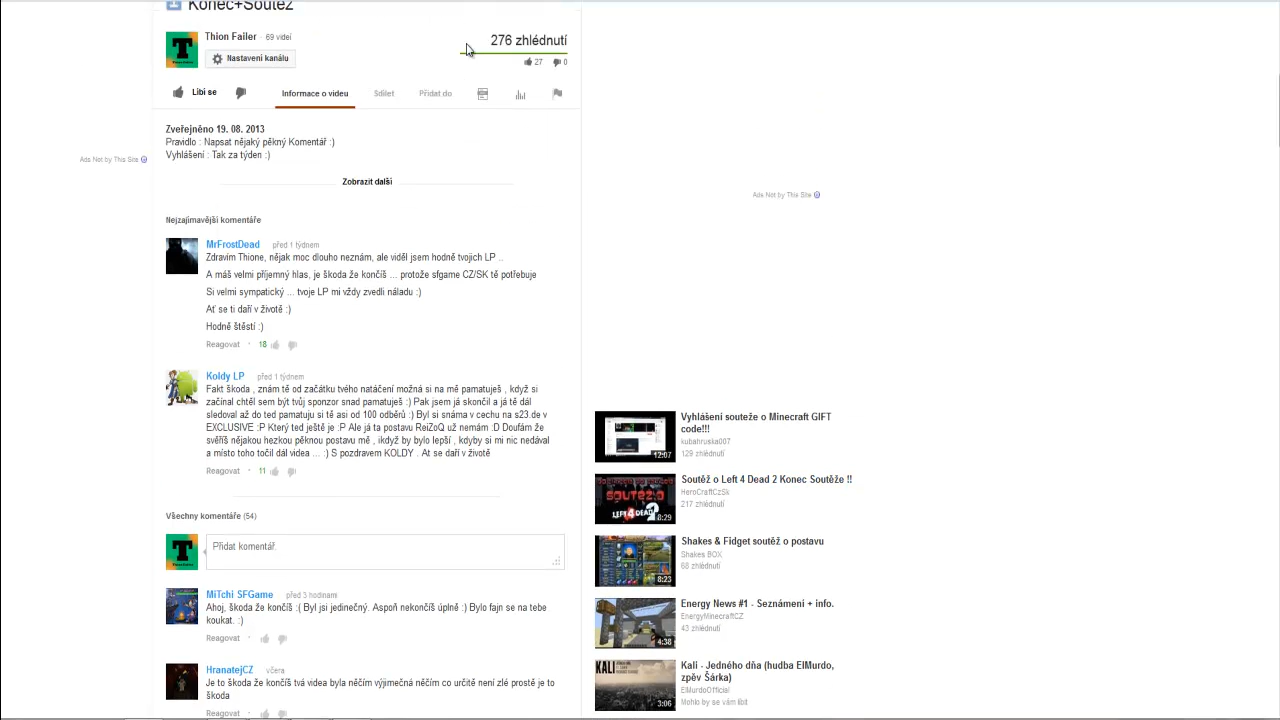 Konec+Soutěž
Thion Failer · 69 videí
276 zhlédnutí
Nastavení kanálu
27 0
Líbí se
Informace o videu Sdílet Přidat do
Zveřejněno 19. 08. 2013
Pravidlo : Napsat nějaký pěkný Komentář :)
Vyhlášení : Tak za týden :)
Ads Not by This Site
Ads Not by This Site
Zobrazit další
Nejzajímavější komentáře
MrFrostDead před 1 týdnem
Zdravím Thione, nějak moc dlouho neznám, ale viděl jsem hodně tvojich LP ..
A máš velmi příjemný hlas, je škoda že končíš ... protože sfgame CZ/SK tě potřebuje
Si velmi sympatický ... tvoje LP mi vždy zvedli náladu :)
Ať se ti daří v životě :)
Hodně štěstí :)
Reagovat · 18
Koldy LP před 1 týdnem
Fakt škoda , znám tě od začátku tvého natáčení možná si na mě pamatuješ , když si
začínal chtěl sem být tvůj sponzor snad pamatuješ :) Pak jsem já skončil a já tě dál
sledoval až do teď pamatuju si tě asi od 100 odběrů :) Byl si snáma v cechu na s23.de v
EXCLUSIVE :P Který teď ještě je :P Ale já ta postavu ReiZoQ už nemám :D Doufám že
svěříš nějakou hezkou pěknou postavu mě , ikdyž by bylo lepší , kdyby si mi nic nedával
a místo toho točil dál videa ... :) S pozdravem KOLDY . Ať se daří v životě
Reagovat · 11
Všechny komentáře (54)
Přidat komentář
MiTchi SFGame před 3 hodinami
Ahoj, škoda že končíš :( Byl jsi jedinečný. Aspoň nekončíš úplně :) Bylo fajn se na tebe
koukat. :)
Reagovat ·
HranatejCZ včera
Je to škoda že končíš tvá videa byla něčím výjimečná něčím co určitě není zlé prostě je to
škoda
Reagovat ·
Vyhlášení souteže o Minecraft GIFT
code!!!
kubahruska007
129 zhlédnutí
12:07
Soutěž o Left 4 Dead 2 Konec Soutěže !!
HeroCraftCzSk
217 zhlédnutí
SOUTEZ O
LEFT 4 DEAD 2
8:29
Shakes & Fidget soutěž o postavu
Shakes BOX
68 zhlédnutí
8:23
Energy News #1 - Seznámení + info.
EnergyMinecraftCZ
43 zhlédnutí
4:38
Kali - Jedného dňa (hudba ElMurdo,
zpěv Šárka)
ElMurdoOfficial
Mohlo by se vám líbit
KALI
3:06